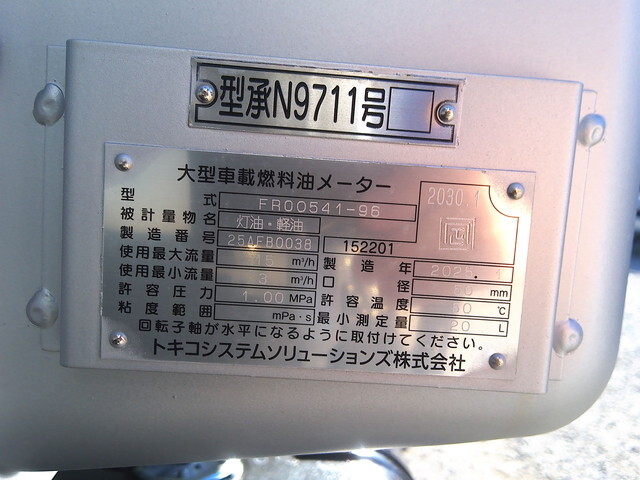 型承N9711号
大型車載燃料油メーター
2030.1
型式 FR00541-96
被計量物名 灯油・軽油
製造番号 25AFB0038 152201
使用最大流量 m³/h 製造年
使用最小流量 3 m³/h 口径 mm
許容圧力 1.00 MPa 許容温度 ℃
粘度範囲 mPa・s 最小測定量 20 L
回転子軸が水平になるように取付けてください。
トキコシステムソリューションズ株式会社